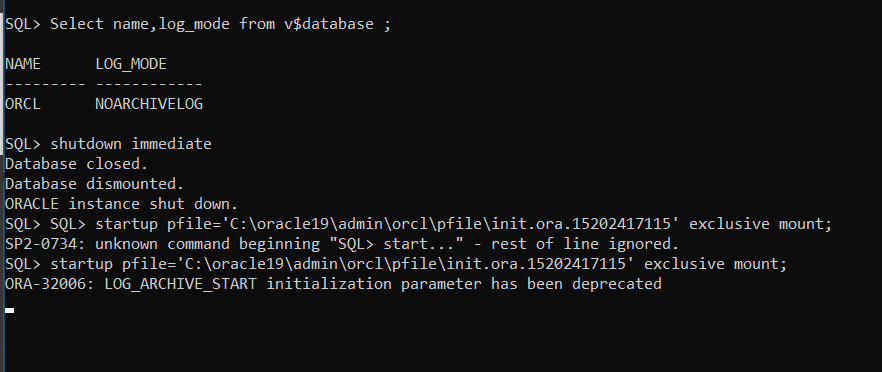 SQL> Select name,log_mode from v$database ;
NAME      LOG_MODE
--------- ------------
ORCL      NOARCHIVELOG
SQL> shutdown immediate
Database closed.
Database dismounted.
ORACLE instance shut down.
SQL> SQL> startup pfile='C:\oracle19\admin\orcl\pfile\init.ora.15202417115' exclusive mount;
SP2-0734: unknown command beginning "SQL> start..." - rest of line ignored.
SQL> startup pfile='C:\oracle19\admin\orcl\pfile\init.ora.15202417115' exclusive mount;
ORA-32006: LOG_ARCHIVE_START initialization parameter has been deprecated